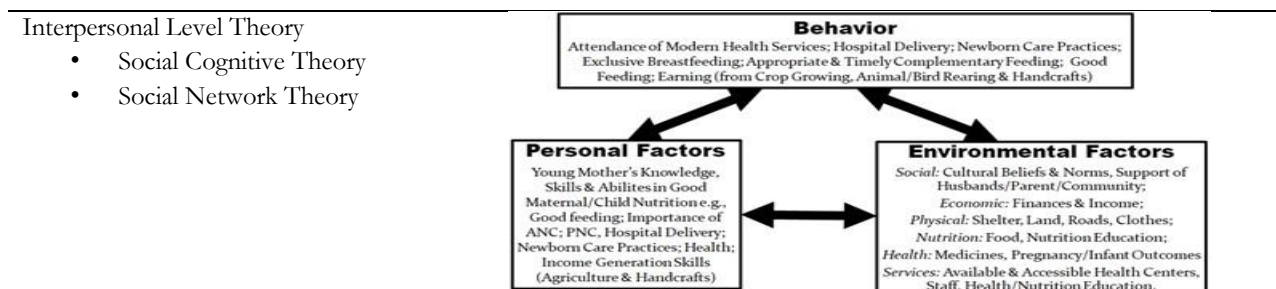 Interpersonal Level Theory
• Social Cognitive Theory
• Social Network Theory
Behavior
Attendance of Modern Health Services; Hospital Delivery; Newborn Care Practices;
Exclusive Breastfeeding; Appropriate & Timely Complementary Feeding; Good
Feeding; Earning (from Crop Growing, Animal/Bird Rearing & Handcrafts)
Personal Factors
Young Mother's Knowledge,
Skills & Abilites in Good
Maternal/Child Nutrition e.g.,
Good feeding; Importance of
ANC; PNC, Hospital Delivery;
Newborn Care Practices; Health;
Income Generation Skills
(Agriculture & Handcrafts)
Environmental Factors
Social: Cultural Beliefs & Norms, Support of
Husbands/Parent/Community;
Economic: Finances & Income;
Physical: Shelter, Land, Roads, Clothes;
Nutrition: Food, Nutrition Education;
Health: Medicines, Pregnancy/Infant Outcomes
Services: Available & Accessible Health Centers,
Staff, Health/Nutrition Education.